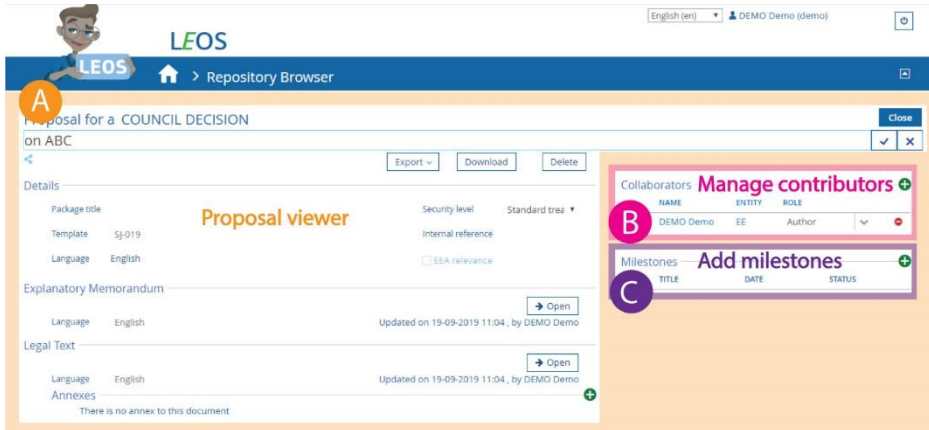 English (en) DEMO Demo (demo)
LEOS
LEOS
> Repository Browser
A
Proposal for a COUNCIL DECISION Close
on ABC
Export Download Delete
Details
Package title Security level Standard trea
Proposal viewer
Template SJ-019 Internal reference
Language English EEA relevance
Explanatory Memorandum
Open
Language English Updated on 19-09-2019 11:04 , by DEMO Demo
Legal Text
Open
Language English Updated on 19-09-2019 11:04 , by DEMO Demo
Annexes
There is no annex to this document
Collaborators Manage contributors
NAME ENTITY ROLE
B DEMO Demo EE Author
Milestones Add milestones
C TITLE DATE STATUS